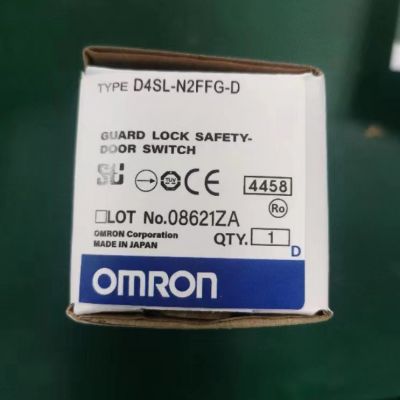 TYPE D4SL-N2FFG-D
GUARD LOCK SAFETY-
DOOR SWITCH
CE 4458
Ro
LOT No.08621ZA
OMRON Corporation
MADE IN JAPAN
QTY. 1
D
OMRON